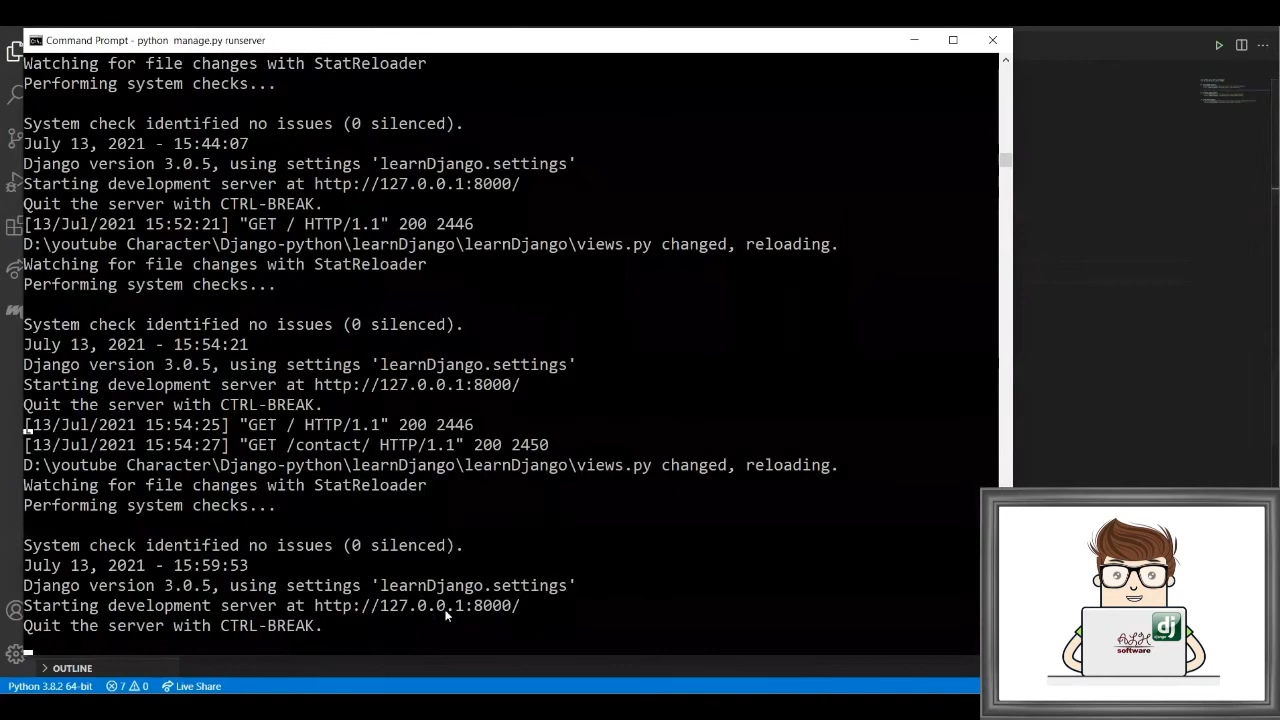 Command Prompt - python  manage.py runserver
Watching for file changes with StatReloader
Performing system checks...
System check identified no issues (0 silenced).
July 13, 2021 - 15:44:07
Django version 3.0.5, using settings 'learnDjango.settings'
Starting development server at http://127.0.0.1:8000/
Quit the server with CTRL-BREAK.
[13/Jul/2021 15:52:21] "GET / HTTP/1.1" 200 2446
D:\youtube Character\Django-python\learnDjango\learnDjango\views.py changed, reloading.
Watching for file changes with StatReloader
Performing system checks...
System check identified no issues (0 silenced).
July 13, 2021 - 15:54:21
Django version 3.0.5, using settings 'learnDjango.settings'
Starting development server at http://127.0.0.1:8000/
Quit the server with CTRL-BREAK.
[13/Jul/2021 15:54:25] "GET / HTTP/1.1" 200 2446
[13/Jul/2021 15:54:27] "GET /contact/ HTTP/1.1" 200 2450
D:\youtube Character\Django-python\learnDjango\learnDjango\views.py changed, reloading.
Watching for file changes with StatReloader
Performing system checks...
System check identified no issues (0 silenced).
July 13, 2021 - 15:59:53
Django version 3.0.5, using settings 'learnDjango.settings'
Starting development server at http://127.0.0.1:8000/
Quit the server with CTRL-BREAK.
OUTLINE
Python 3.8.2 64-bit 7 0 Live Share
dj
django
software